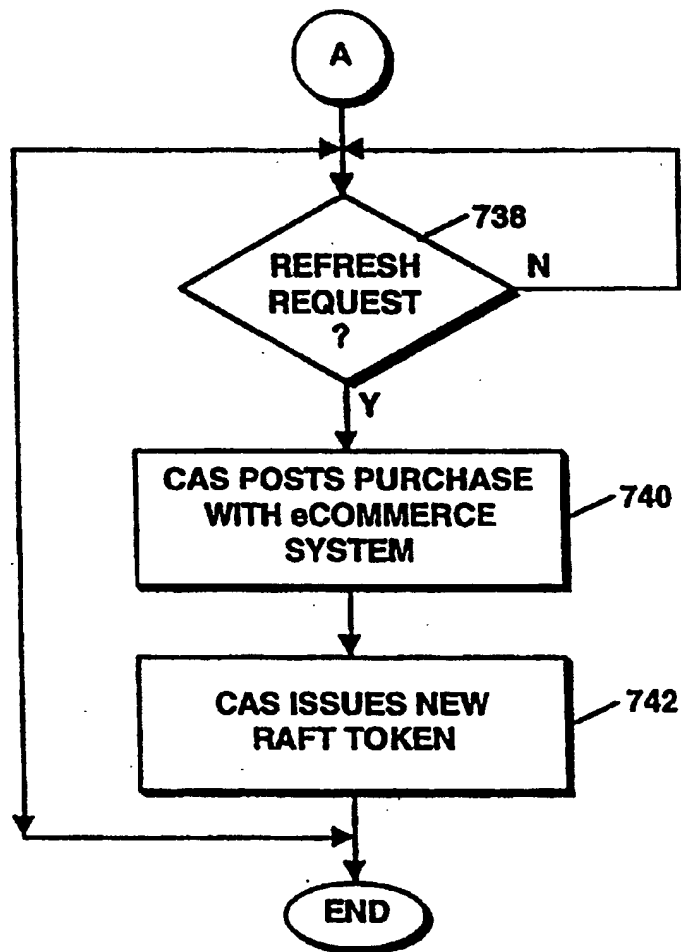 A
738
REFRESH
REQUEST
?
N
Y
CAS POSTS PURCHASE
WITH eCOMMERCE
SYSTEM
740
CAS ISSUES NEW
RAFT TOKEN
742
END